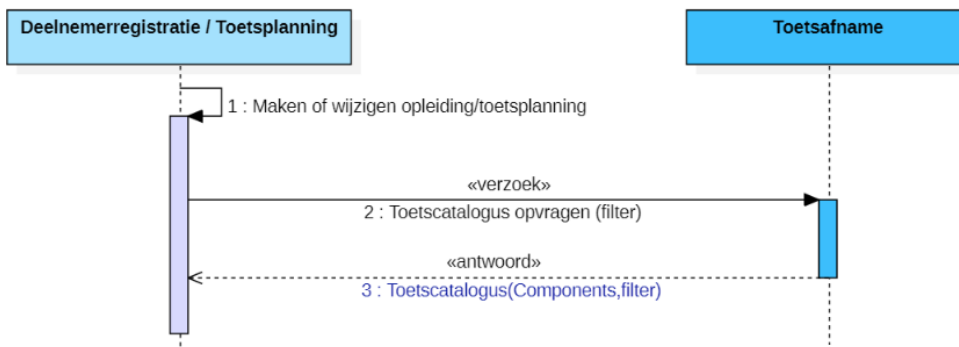 Deelnemerregistratie / Toetsplanning
Toetsafname
1 : Maken of wijzigen opleiding/toetsplanning
«verzoek»
2 : Toetscatalogus opvragen (filter)
«antwoord»
3 : Toetscatalogus(Components,filter)